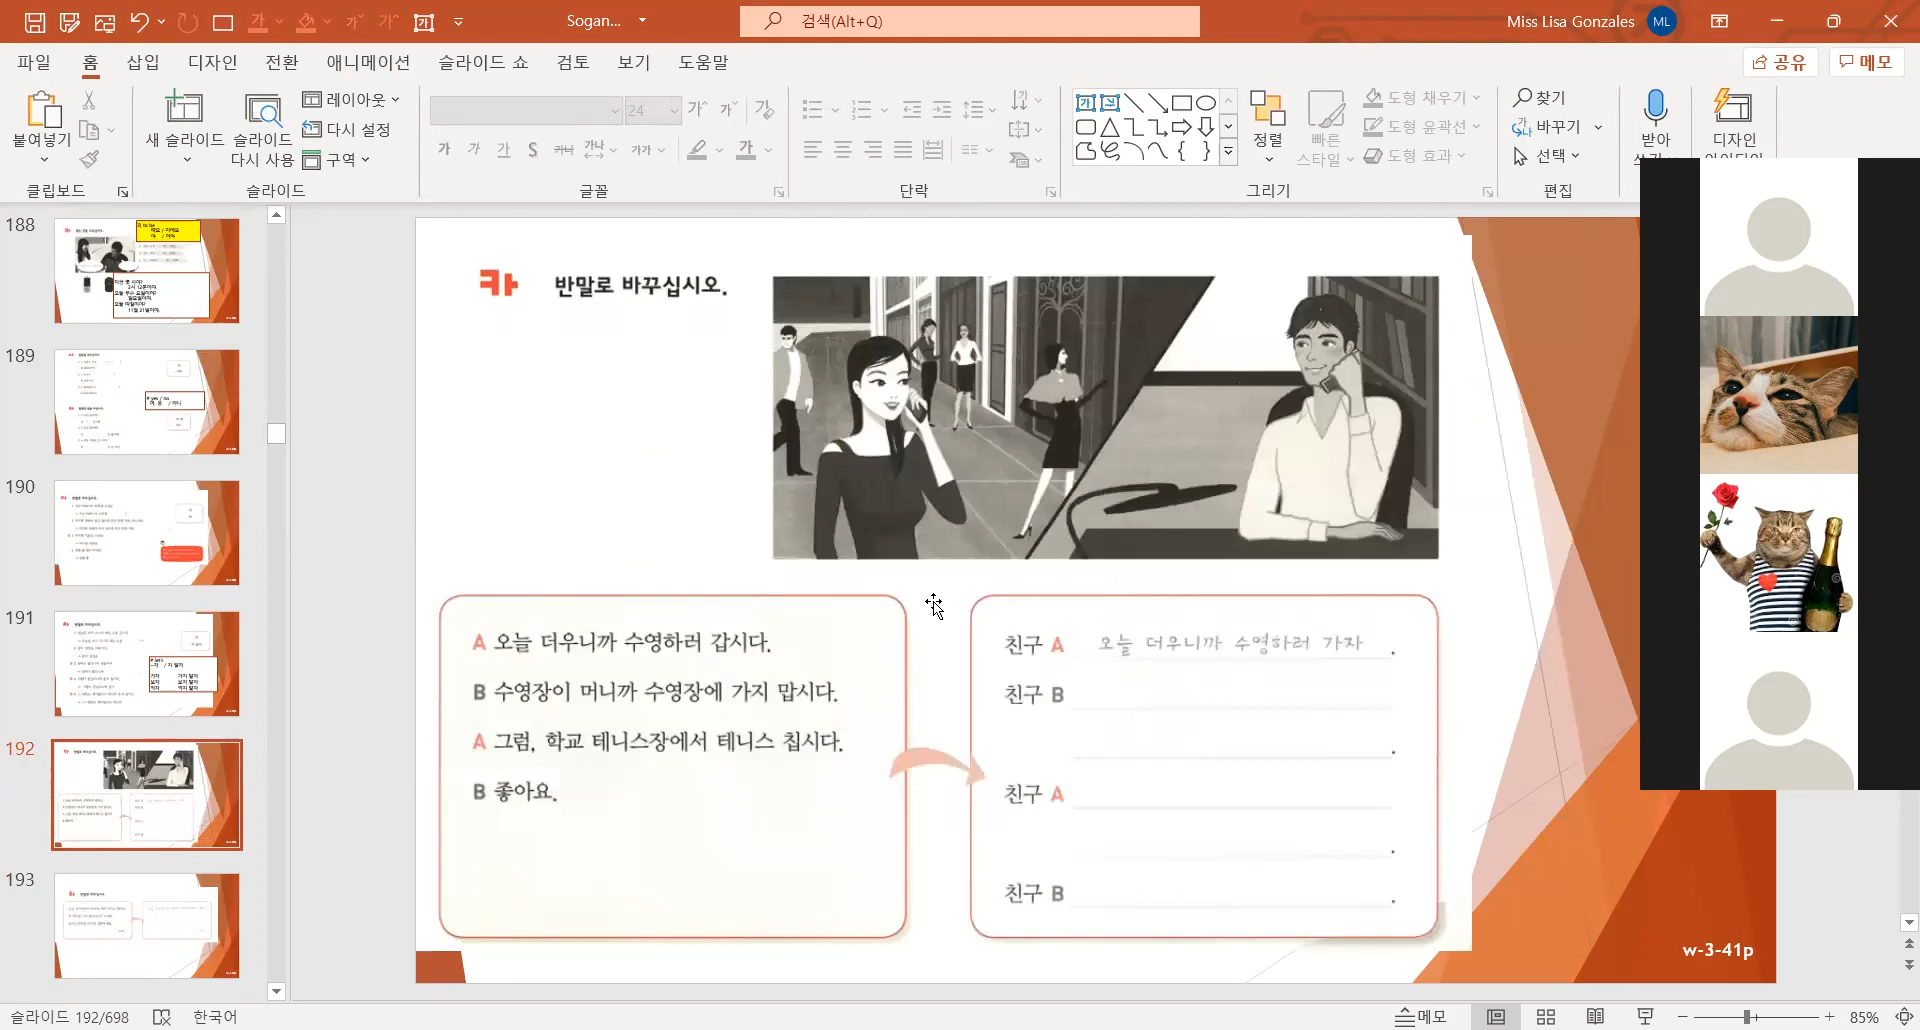 Sogan...
검색(Alt+Q)
Miss Lisa Gonzales
ML
파일 홈 삽입 디자인 전환 애니메이션 슬라이드 쇼 검토 보기 도움말
공유 메모
붙여넣기
새 슬라이드
슬라이드 다시 사용
레이아웃
다시 설정
구역
24
정렬
빠른 스타일
도형 채우기
도형 윤곽선
도형 효과
찾기
바꾸기
선택
받아
디자인
클립보드 슬라이드 글꼴 단락 그리기 편집
188
189
190
191
192
193
카 반말로 바꾸십시오.
A 오늘 더우니까 수영하러 갑시다.
B 수영장이 머니까 수영장에 가지 맙시다.
A 그럼, 학교 테니스장에서 테니스 칩시다.
B 좋아요.
친구 A 오늘 더우니까 수영하러 가자.
친구 B
친구 A
친구 B
w-3-41p
슬라이드 192/698 한국어
메모
85%